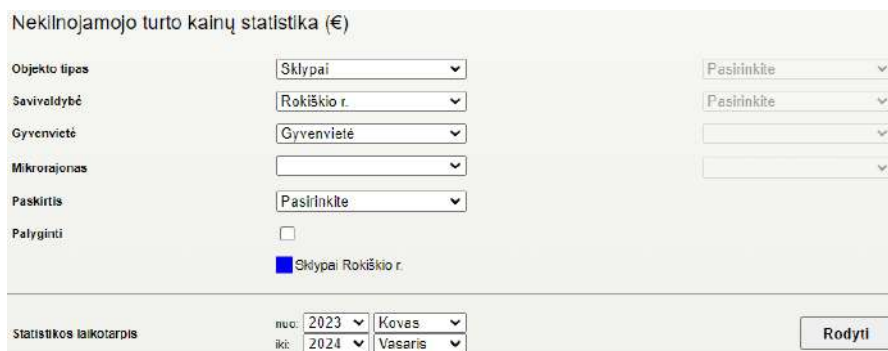 Nekilnojamojo turto kainų statistika (€)
Objekto tipas Sklypai Pasirinkite
Savivaldybė Rokiškio r. Pasirinkite
Gyvenvietė Gyvenvietė
Mikrorajonas
Paskirtis Pasirinkite
Palyginti
Sklypai Rokiškio r.
Statistikos laikotarpis
nuo: 2023 Kovas
iki: 2024 Vasaris
Rodyti